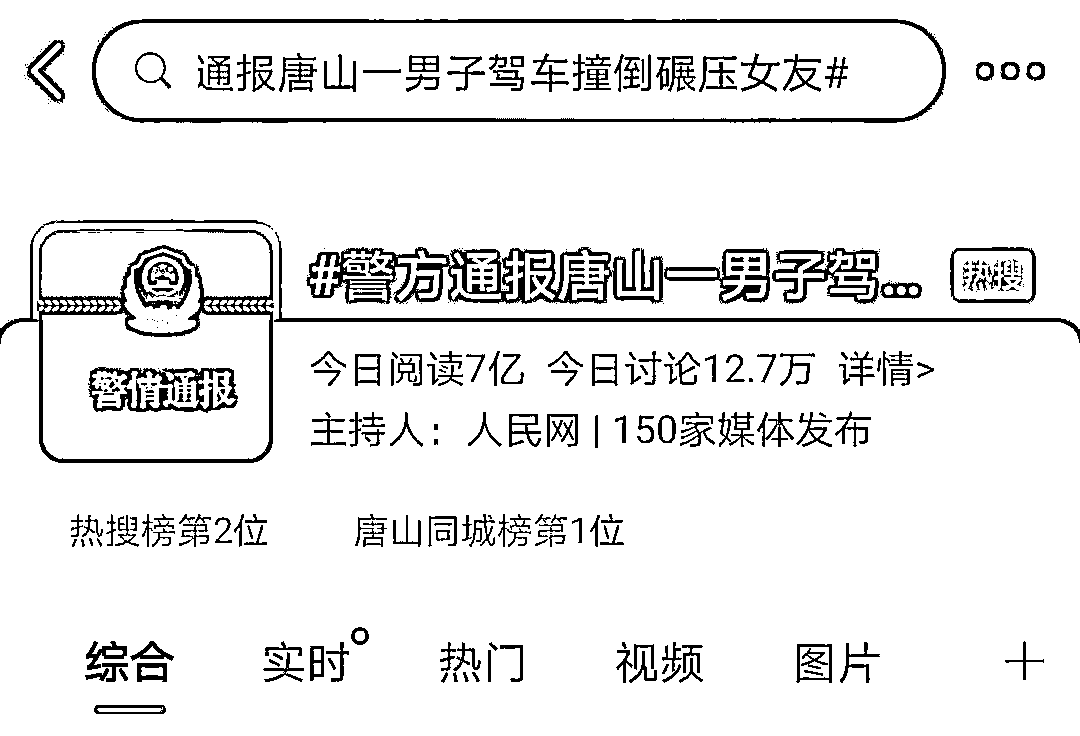 通报唐山一男子驾车撞倒碾压女友#
#警方通报唐山一男子驾... 热搜
警情通报
今日阅读7亿 今日讨论12.7万 详情>
主持人：人民网 | 150家媒体发布
热搜榜第2位 唐山同城榜第1位
综合 实时 热门 视频 图片